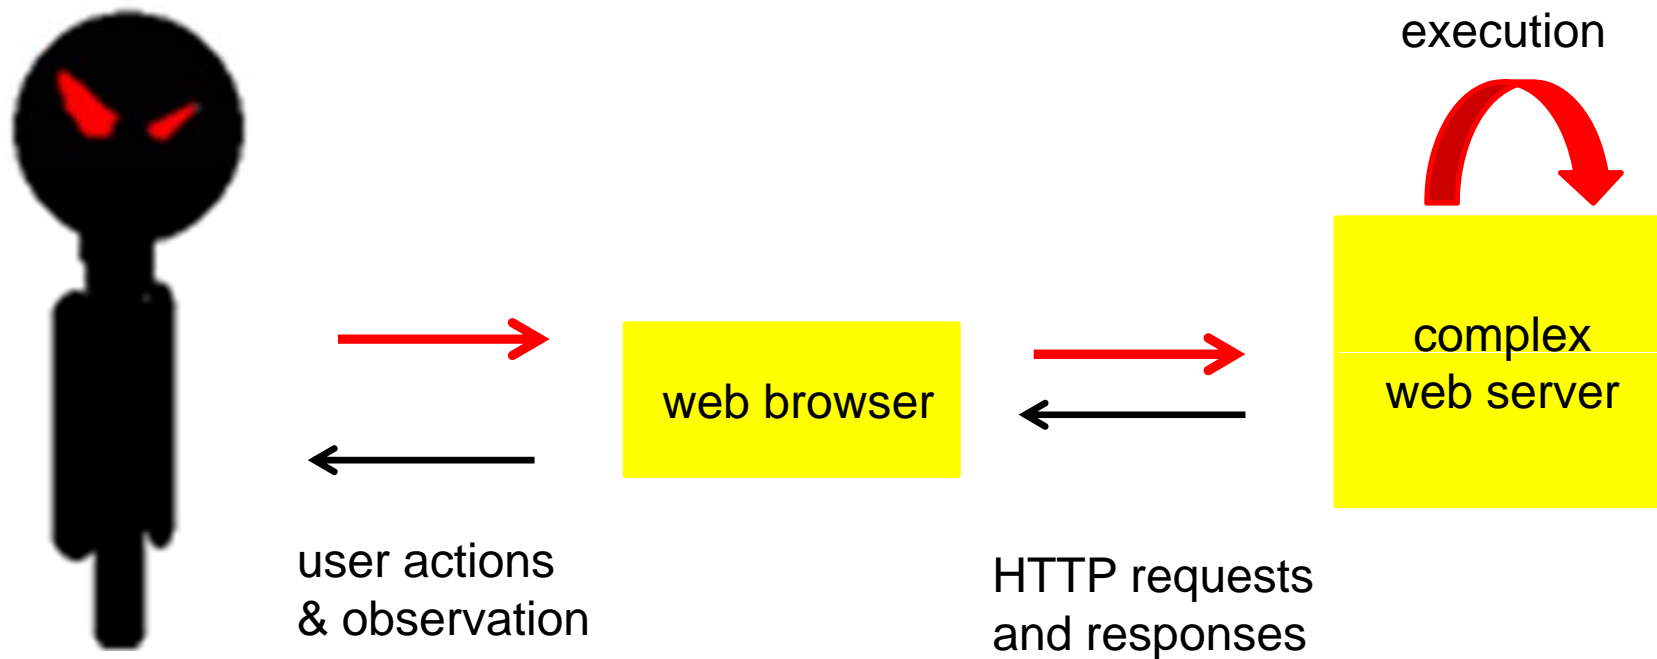 execution
complex
web server
web browser
user actions
& observation
HTTP requests
and responses